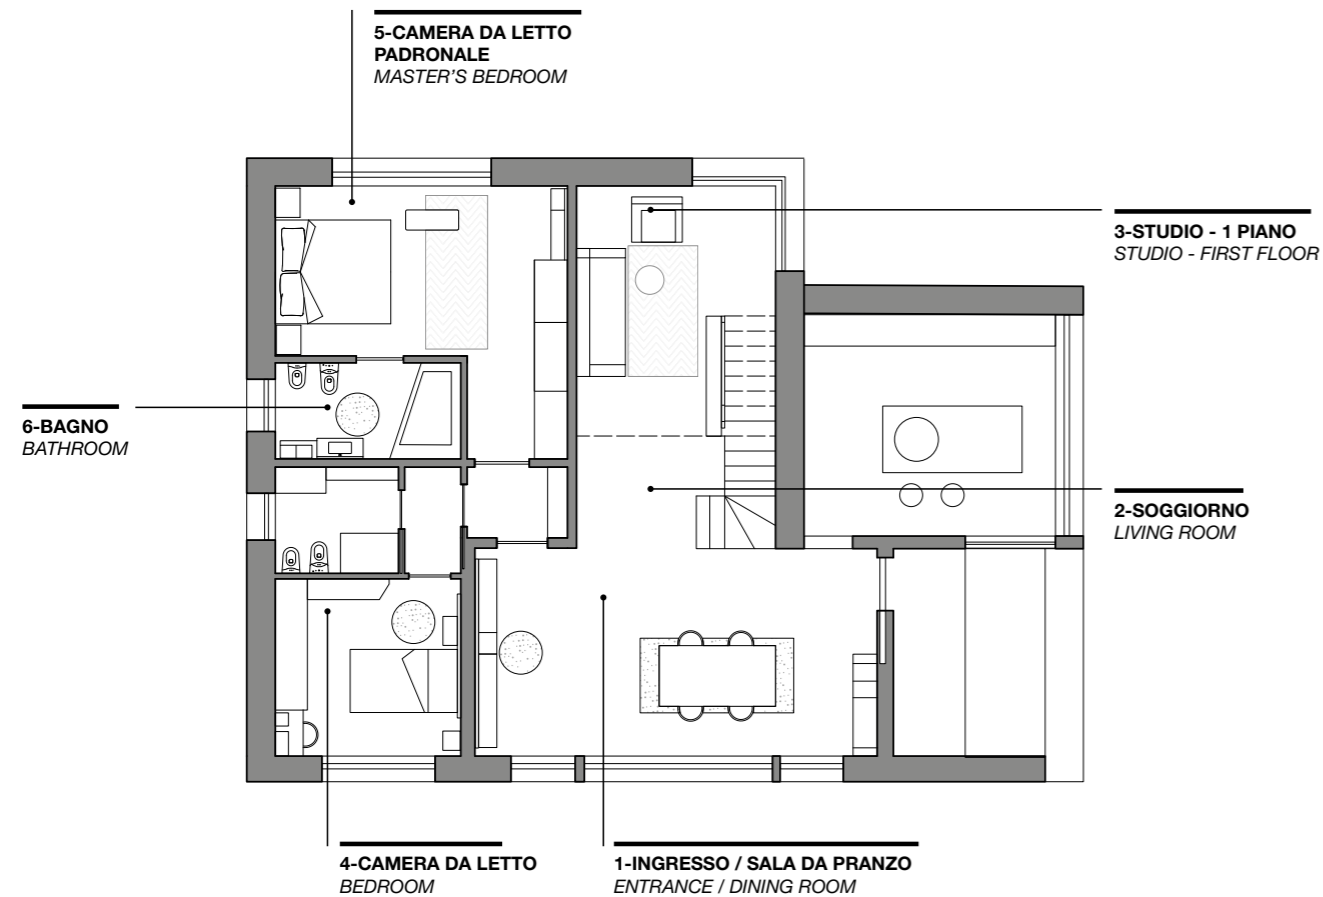 5-CAMERA DA LETTO
PADRONALE
MASTER'S BEDROOM
3-STUDIO - 1 PIANO
STUDIO - FIRST FLOOR
6-BAGNO
BATHROOM
2-SOGGIORNO
LIVING ROOM
4-CAMERA DA LETTO
BEDROOM
1-INGRESSO / SALA DA PRANZO
ENTRANCE / DINING ROOM